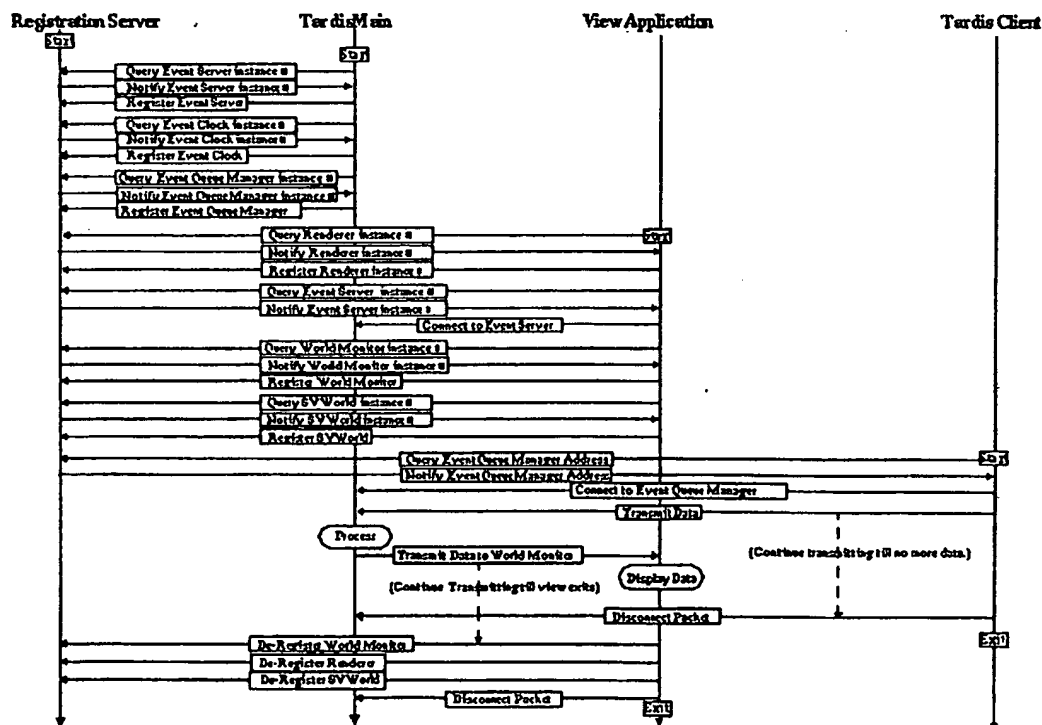 Registration Server TardisMain View Application Tardis Client
Start
Start
Query Event Server Instance #
Notify Event Server Instance #
Register Event Server
Query Event Clock Instance #
Notify Event Clock Instance #
Register Event Clock
Query Event Queue Manager Instance #
Notify Event Queue Manager Instance #
Register Event Queue Manager
Query Renderer Instance # Start
Notify Renderer Instance #
Register Renderer Instance #
Query Event Server Instance #
Notify Event Server Instance #
Connect to Event Server
Query World Monitor Instance #
Notify World Monitor Instance #
Register World Monitor
Query SVWorld Instance #
Notify SVWorld Instance #
Register SVWorld
Query Event Queue Manager Address Start
Notify Event Queue Manager Address
Connect to Event Queue Manager
Transmit Data
Process
Transmit Data to World Monitor
(Continue transmitting till no more data)
Display Data
(Continue Transmitting till view exits)
Disconnect Packet
De-Register World Monitor Exit
De-Register Renderer
De-Register SVWorld
Disconnect Packet
Exit